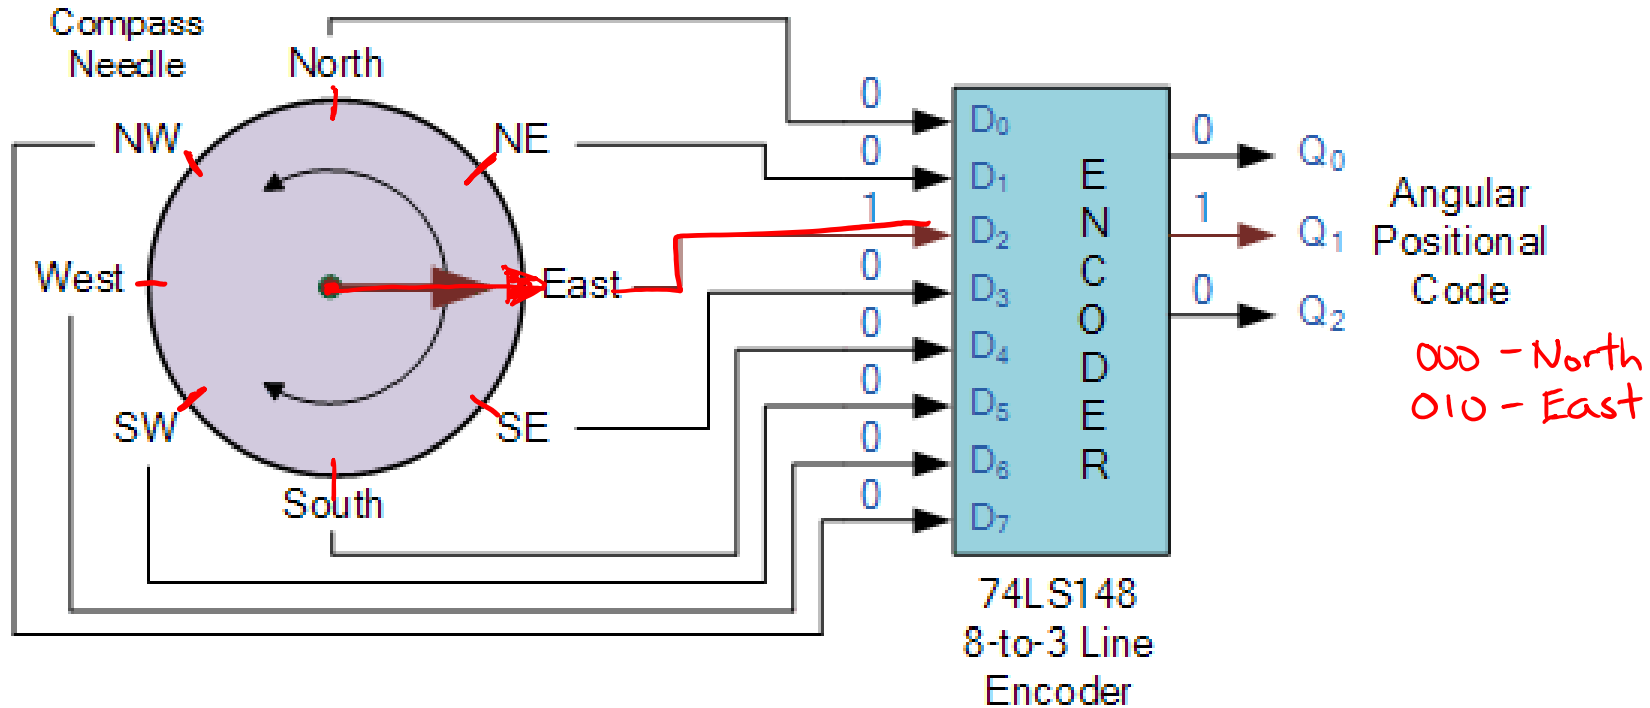 Compass
Needle
North
NW
NE
West
East
SW
SE
South
0
0
1
0
0
0
0
0
D0
D1
D2
D3
D4
D5
D6
D7
ENCODER
0
1
0
Q0
Q1
Q2
Angular
Positional
Code
000 - North
010 - East
74LS148
8-to-3 Line
Encoder